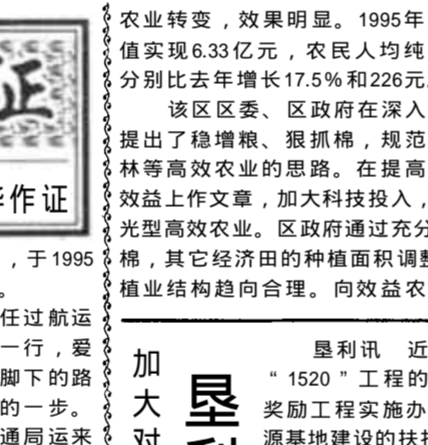 证
作证
，于1995
。
任过航运
一行，爱
脚下的路
的一步。
通局运来
农业转变，效果明显。1995年
值实现6.33亿元，农民人均纯
分别比去年增长17.5%和226元
该区区委、区政府在深入
提出了稳增粮、狠抓棉，规范
林等高效农业的思路。在提高
效益上作文章，加大科技投入，
光型高效农业。区政府通过充分
棉，其它经济田的种植面积调整
植业结构趋向合理。向效益农
加大对
垦利
垦利讯 近
“1520”工程的
奖励工程实施办
源基地建设的扶持